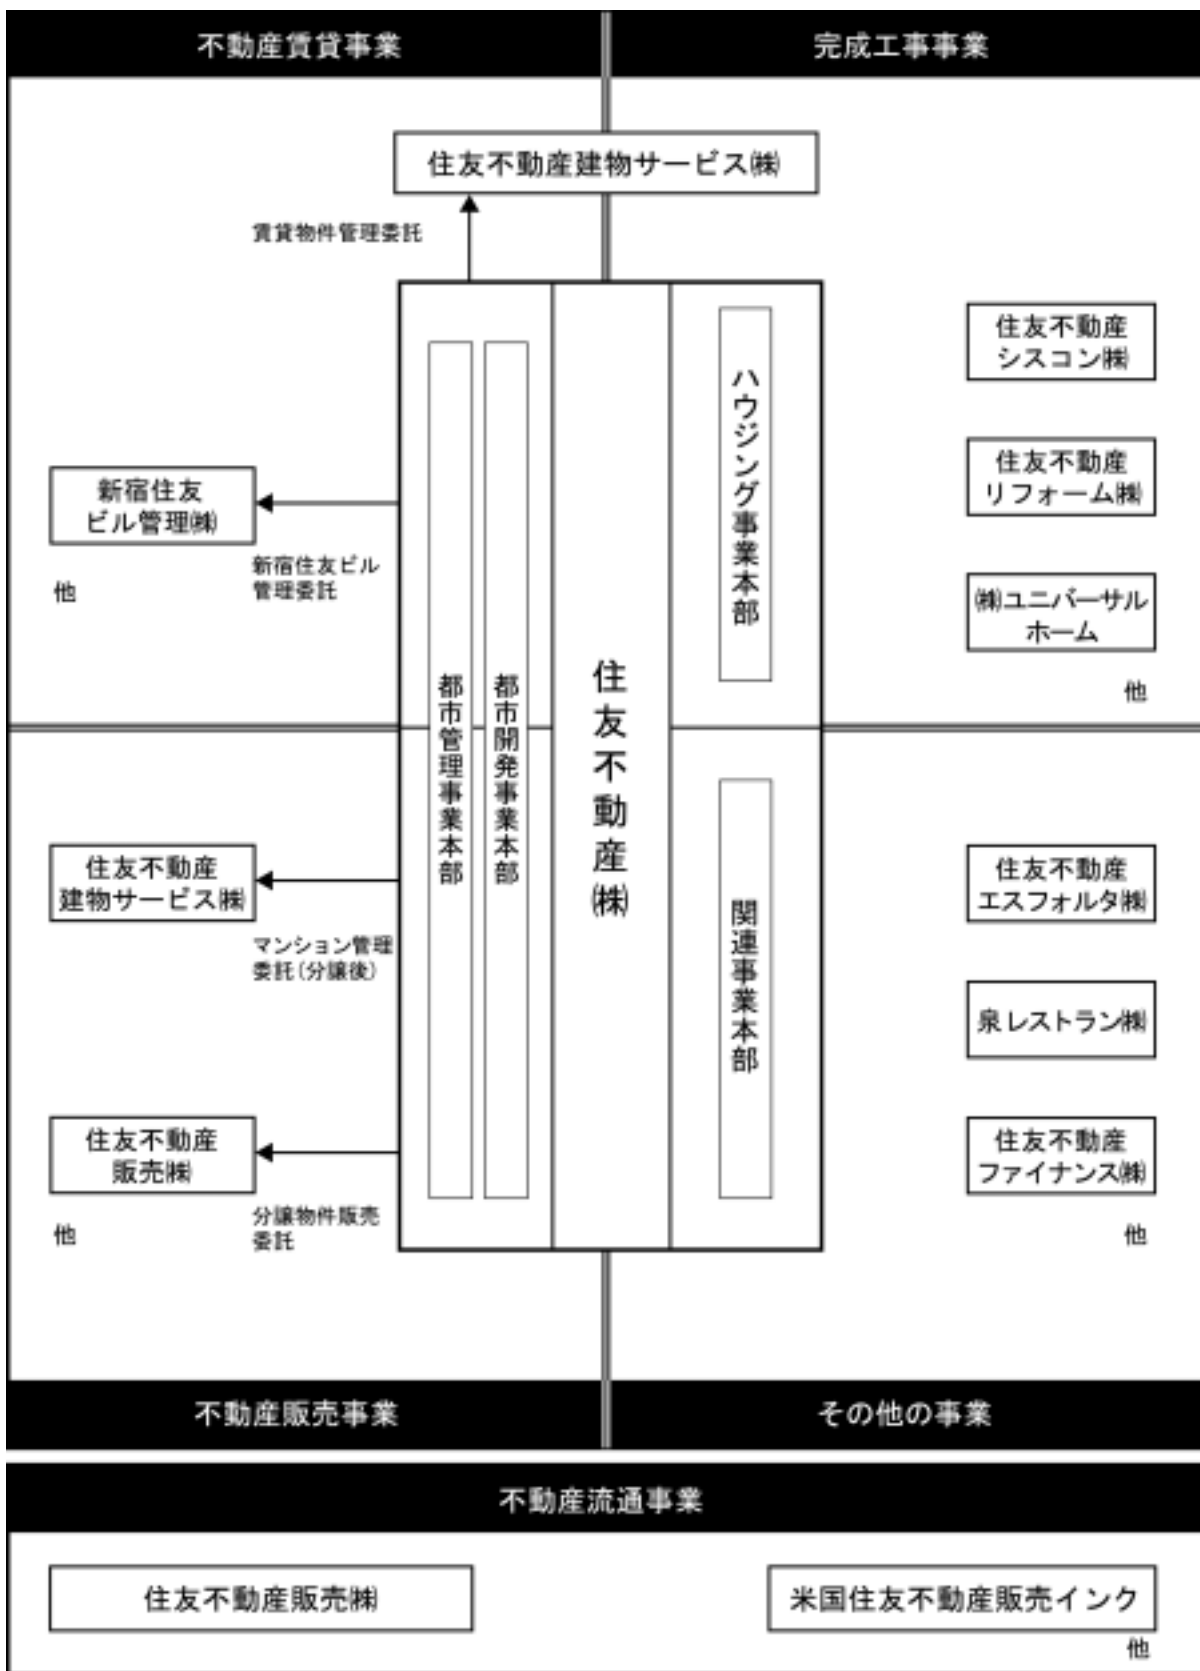 不動産賃貸事業
完成工事事業
住友不動産建物サービス㈱
賃貸物件管理委託
新宿住友
ビル管理㈱
新宿住友ビル
管理委託
他
都市管理事業本部
都市開発事業本部
住友不動産㈱
ハウジング事業本部
関連事業本部
住友不動産
シスコン㈱
住友不動産
リフォーム㈱
㈱ユニバーサル
ホーム
他
住友不動産
建物サービス㈱
マンション管理
委託(分譲後)
住友不動産
販売㈱
分譲物件販売
委託
他
住友不動産
エスフォルタ㈱
泉レストラン㈱
住友不動産
ファイナンス㈱
他
不動産販売事業
その他の事業
不動産流通事業
住友不動産販売㈱
米国住友不動産販売インク
他